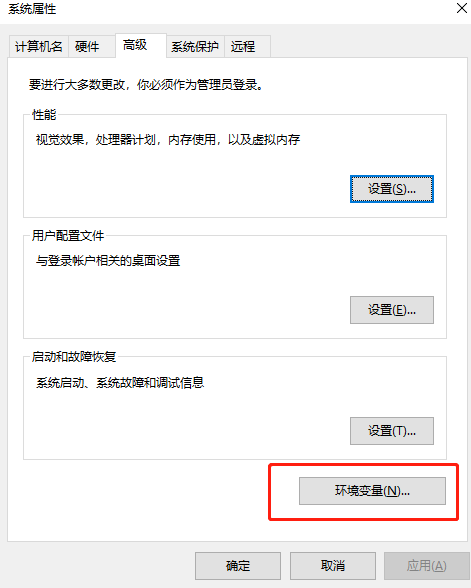 系统属性
计算机名 硬件 高级 系统保护 远程
要进行大多数更改，你必须作为管理员登录。
性能
视觉效果，处理器计划，内存使用，以及虚拟内存
设置(S)...
用户配置文件
与登录帐户相关的桌面设置
设置(E)...
启动和故障恢复
系统启动、系统故障和调试信息
设置(T)...
环境变量(N)...
确定 取消 应用(A)